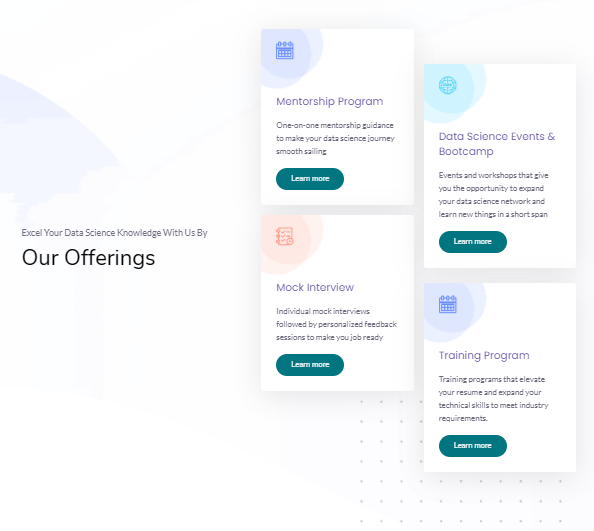 Excel Your Data Science Knowledge With Us By
Our Offerings
Mentorship Program
One-on-one mentorship guidance
to make your data science journey
smooth sailing
Learn more
Data Science Events &
Bootcamp
Events and workshops that give
you the opportunity to expand
your data science network and
learn new things in a short span
Learn more
Mock Interview
Individual mock interviews
followed by personalized feedback
sessions to make you job ready
Learn more
Training Program
Training programs that elevate
your resume and expand your
technical skills to meet industry
requirements.
Learn more